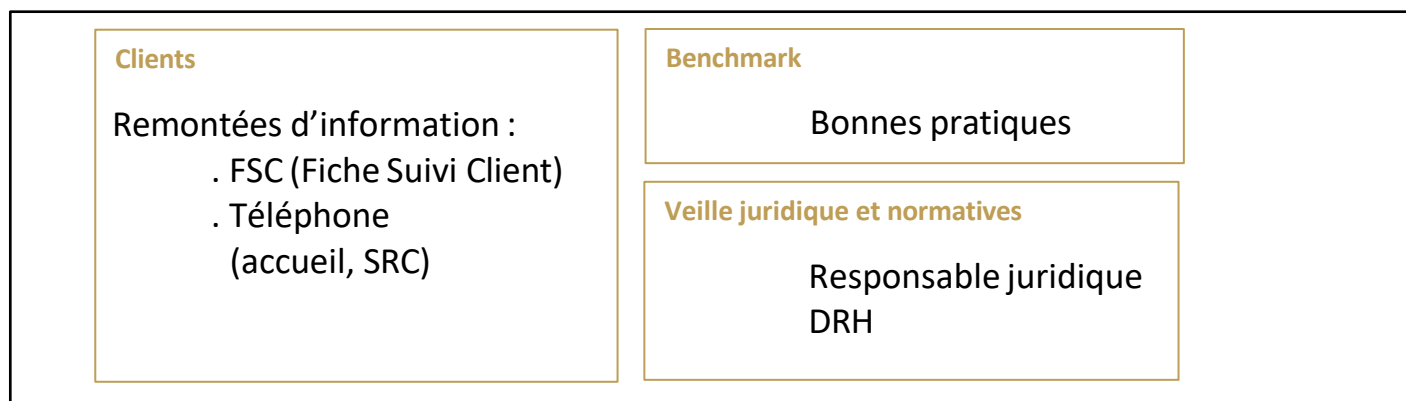 Clients
Remontées d’information :
. FSC (Fiche Suivi Client)
. Téléphone
(accueil, SRC)
Benchmark
Bonnes pratiques
Veille juridique et normatives
Responsable juridique
DRH